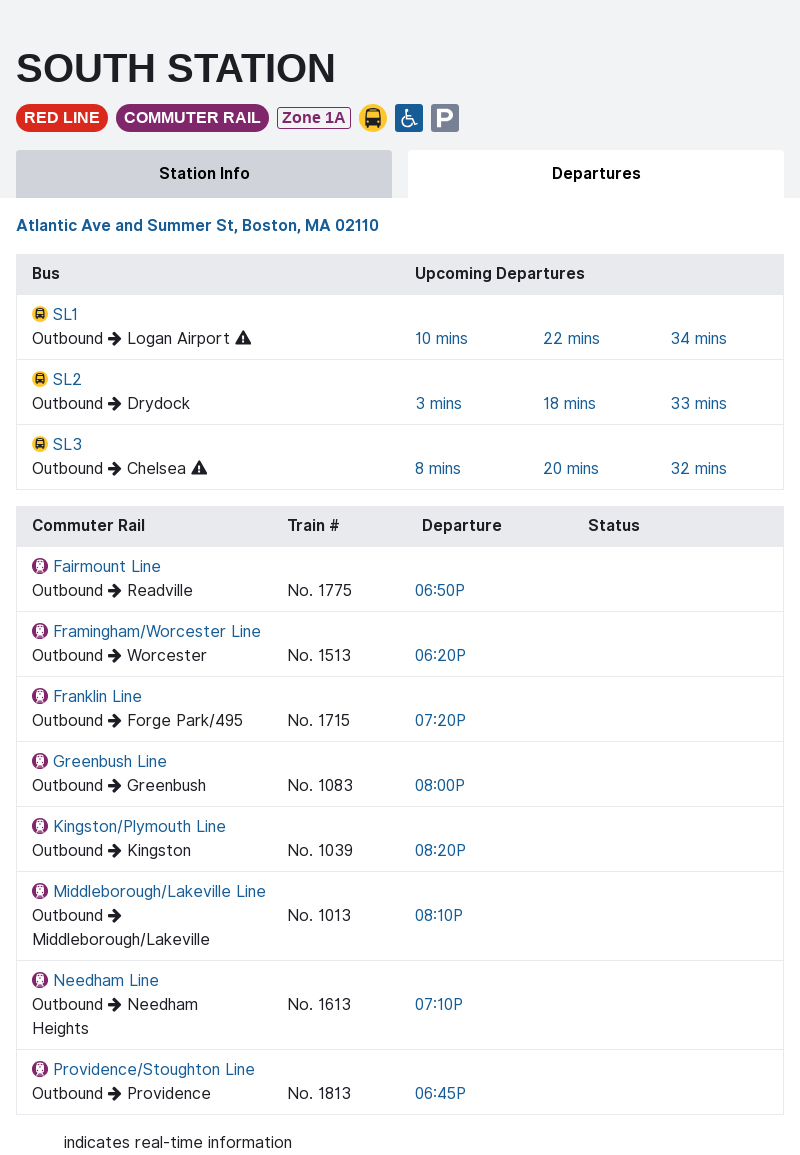 SOUTH STATION
RED LINE COMMUTER RAIL Zone 1A P
Station Info Departures
Atlantic Ave and Summer St, Boston, MA 02110
Bus Upcoming Departures
SL1
Outbound → Logan Airport 10 mins 22 mins 34 mins
SL2
Outbound → Drydock 3 mins 18 mins 33 mins
SL3
Outbound → Chelsea 8 mins 20 mins 32 mins
Commuter Rail Train # Departure Status
Fairmount Line
Outbound → Readville No. 1775 06:50P
Framingham/Worcester Line
Outbound → Worcester No. 1513 06:20P
Franklin Line
Outbound → Forge Park/495 No. 1715 07:20P
Greenbush Line
Outbound → Greenbush No. 1083 08:00P
Kingston/Plymouth Line
Outbound → Kingston No. 1039 08:20P
Middleborough/Lakeville Line
Outbound → No. 1013 08:10P
Middleborough/Lakeville
Needham Line
Outbound → Needham No. 1613 07:10P
Heights
Providence/Stoughton Line
Outbound → Providence No. 1813 06:45P
indicates real-time information